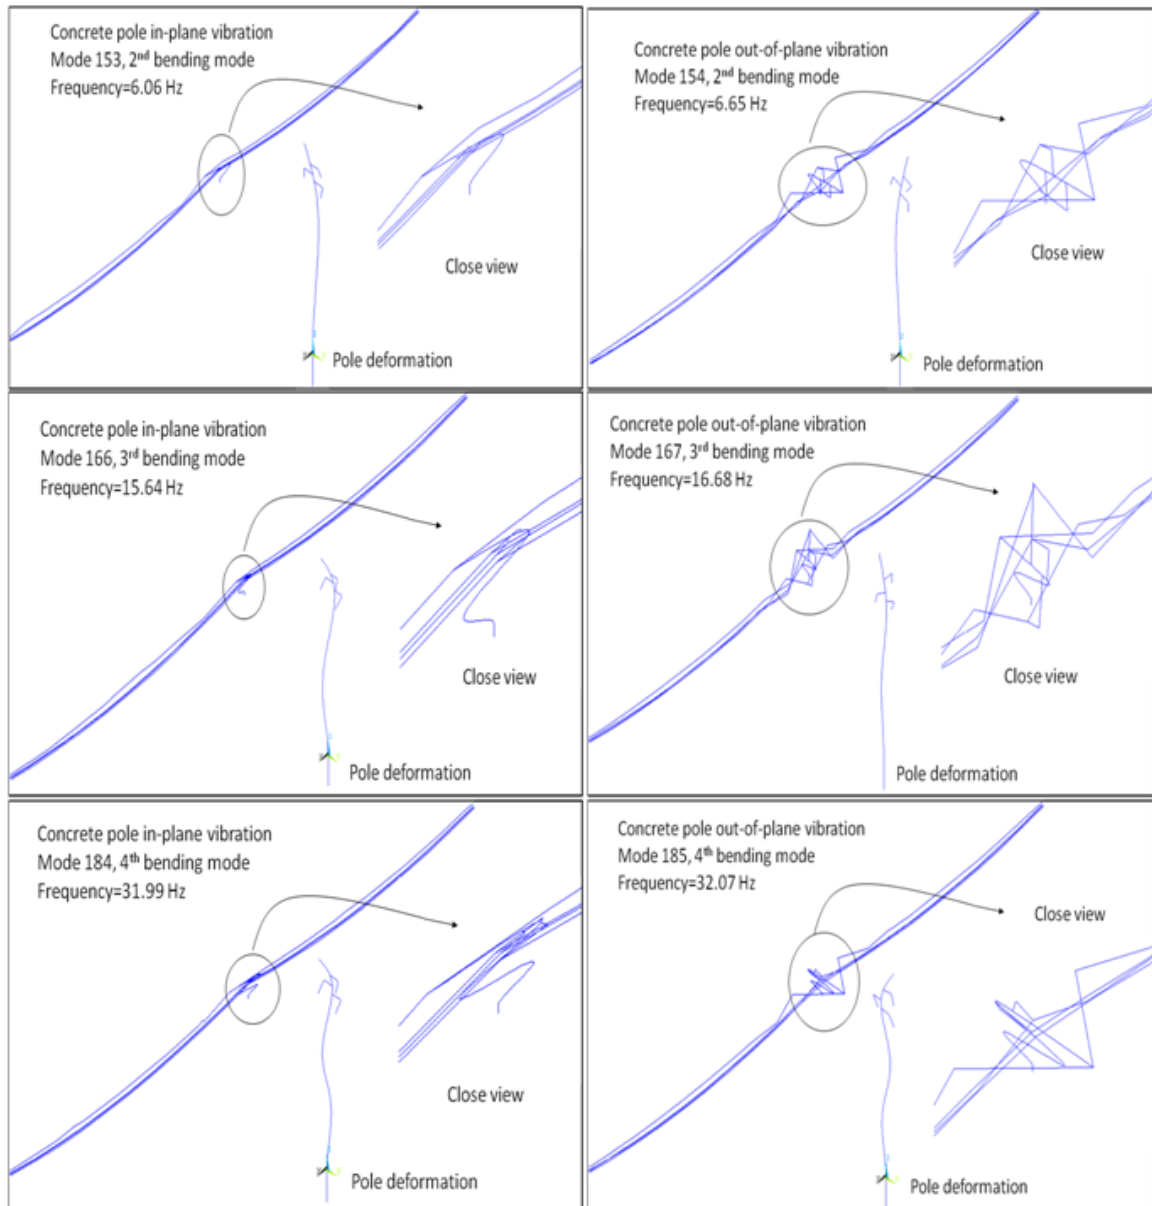 Concrete pole in-plane vibration
Mode 153, 2nd bending mode
Frequency=6.06 Hz
Close view
Pole deformation
Concrete pole out-of-plane vibration
Mode 154, 2nd bending mode
Frequency=6.65 Hz
Close view
Pole deformation
Concrete pole in-plane vibration
Mode 166, 3rd bending mode
Frequency=15.64 Hz
Close view
Pole deformation
Concrete pole out-of-plane vibration
Mode 167, 3rd bending mode
Frequency=16.68 Hz
Close view
Pole deformation
Concrete pole in-plane vibration
Mode 184, 4th bending mode
Frequency=31.99 Hz
Close view
Pole deformation
Concrete pole out-of-plane vibration
Mode 185, 4th bending mode
Frequency=32.07 Hz
Close view
Pole deformation